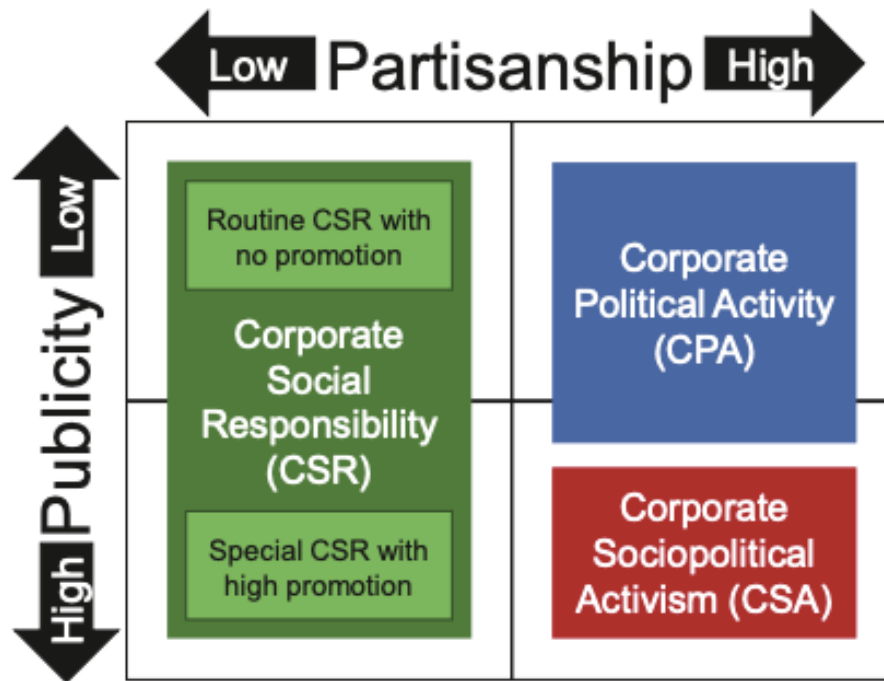 Low Partisanship High
Low
Publicity
High
Routine CSR with
no promotion
Corporate
Social
Responsibility
(CSR)
Special CSR with
high promotion
Corporate
Political Activity
(CPA)
Corporate
Sociopolitical
Activism (CSA)